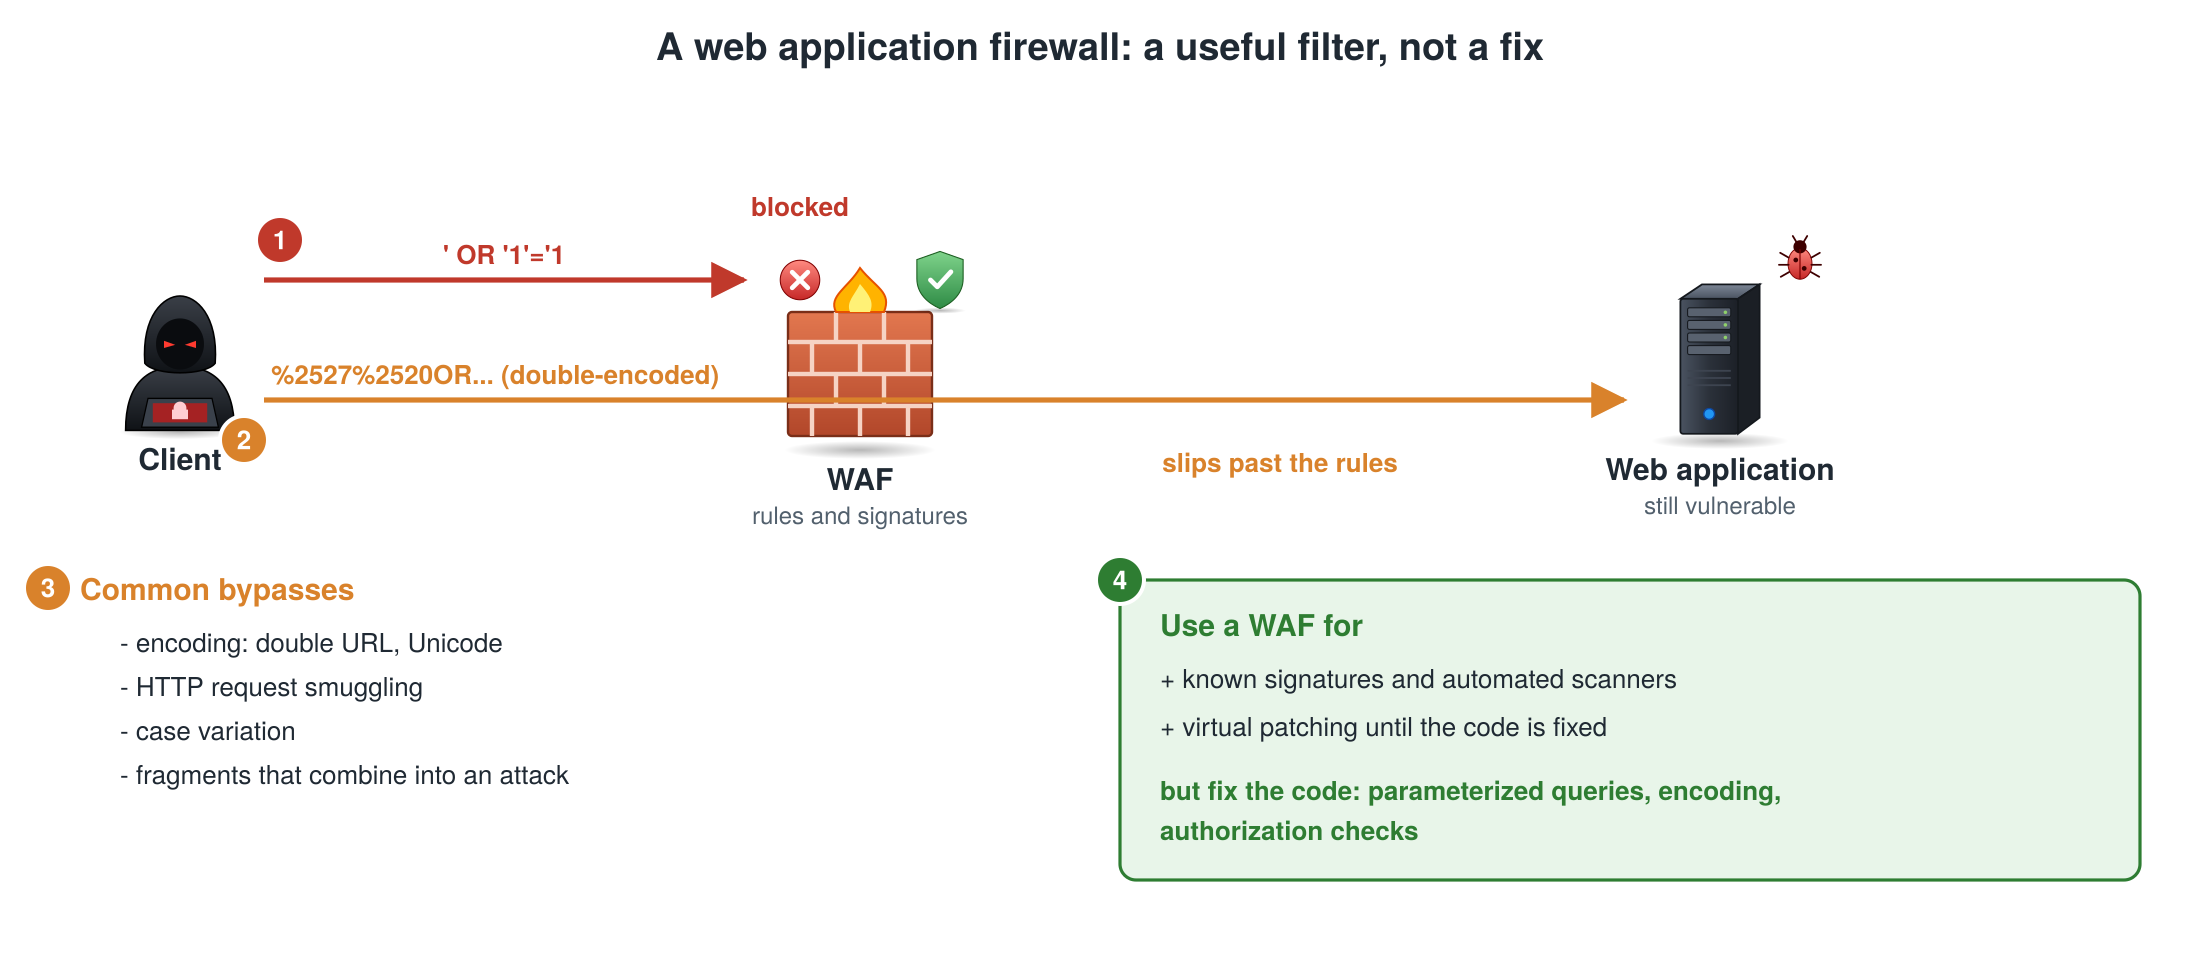 A web application firewall: a useful filter, not a fix
blocked
1
' OR '1'='1
%2527%2520OR... (double-encoded)
2
Client
slips past the rules
WAF
rules and signatures
Web application
still vulnerable
3 Common bypasses
- encoding: double URL, Unicode
- HTTP request smuggling
- case variation
- fragments that combine into an attack
4
Use a WAF for
+ known signatures and automated scanners
+ virtual patching until the code is fixed
but fix the code: parameterized queries, encoding,
authorization checks